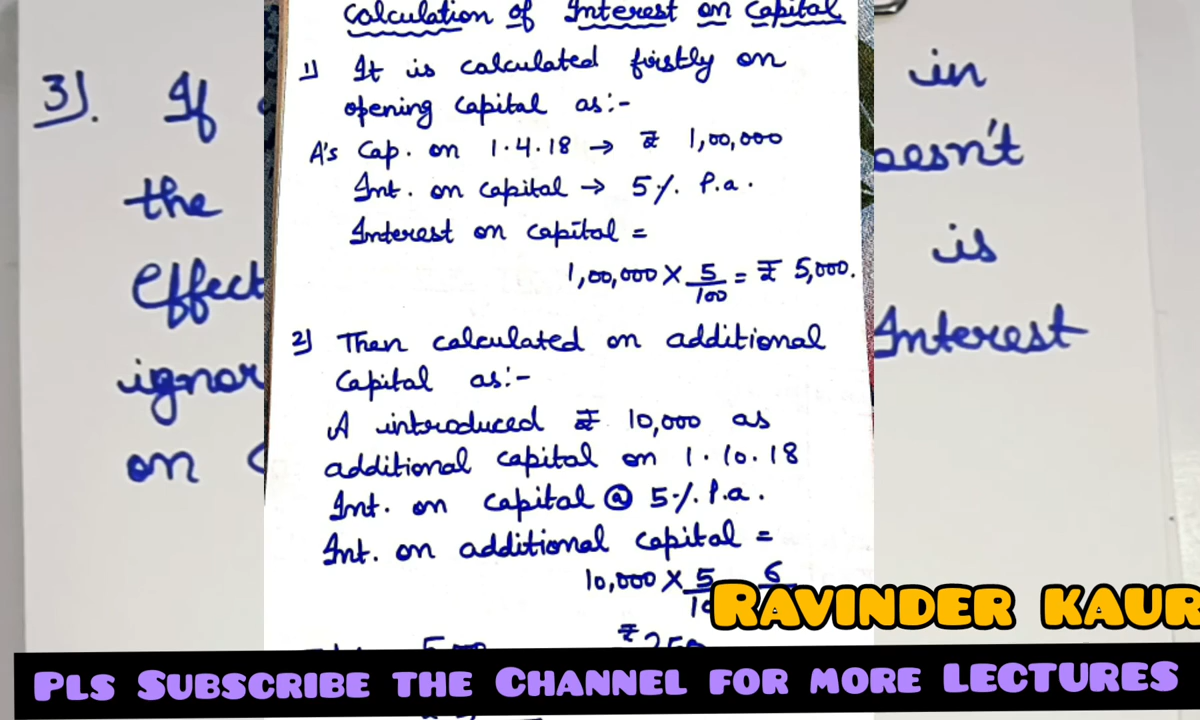 Calculation of Interest on Capital
1) It is calculated firstly on
opening capital as:-
A's Cap. on 1.4.18 → ₹ 1,00,000
Int. on capital → 5% P.a.
Interest on capital =
1,00,000 × 5/100 = ₹ 5,000.
2) Then calculated on additional
Capital as:-
A introduced ₹ 10,000 as
additional capital on 1.10.18
Int. on capital @ 5% P.a.
Int. on additional capital =
10,000 × 5 6
₹ 250
3). If in
the
effect is
Interest
on
RAVINDER KAUR
PLS SUBSCRIBE THE CHANNEL FOR MORE LECTURES